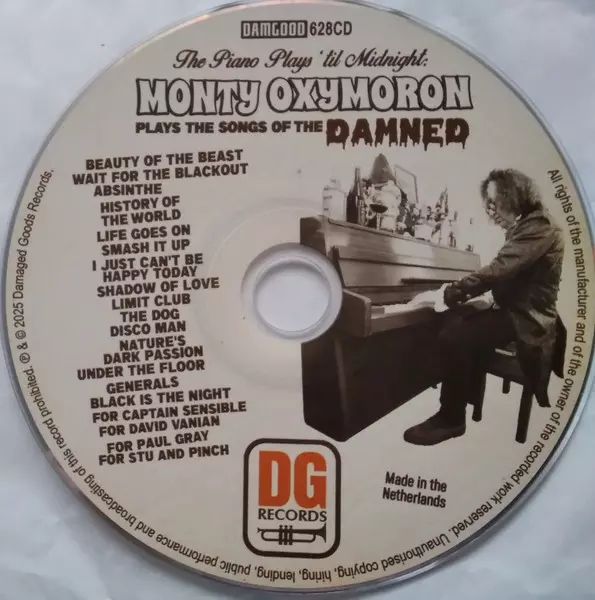 DAMGOOD 628CD
The Piano Plays 'til Midnight:
MONTY OXYMORON
PLAYS THE SONGS OF THE DAMNED
BEAUTY OF THE BEAST
WAIT FOR THE BLACKOUT
ABSINTHE
HISTORY OF
THE WORLD
LIFE GOES ON
SMASH IT UP
I JUST CAN'T BE
HAPPY TODAY
SHADOW OF LOVE
LIMIT CLUB
THE DOG
DISCO MAN
NATURE'S
DARK PASSION
UNDER THE FLOOR
GENERALS
BLACK IS THE NIGHT
FOR CAPTAIN SENSIBLE
FOR DAVID VANIAN
FOR PAUL GRAY
FOR STU AND PINCH
DG
RECORDS
Made in the
Netherlands
All rights of the manufacturer and of the owner of the recorded work reserved. Unauthorised copying, hiring, lending, public performance and broadcasting of this record prohibited. ℗ & © 2025 Damaged Goods Records.